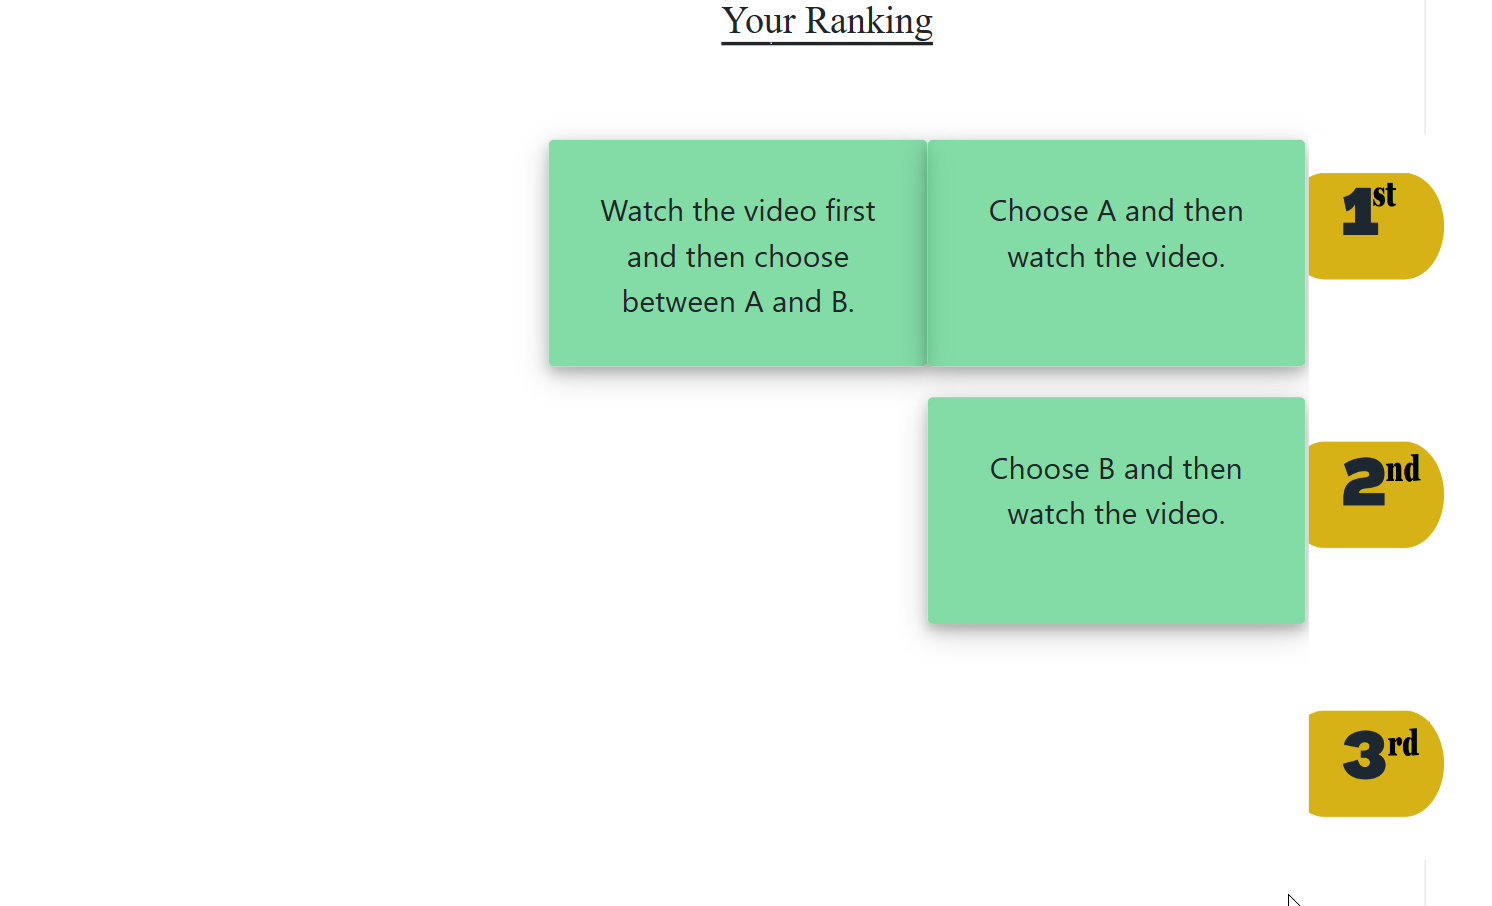 Your Ranking
Watch the video first
and then choose
between A and B.
Choose A and then
watch the video.
1st
Choose B and then
watch the video.
2nd
3rd